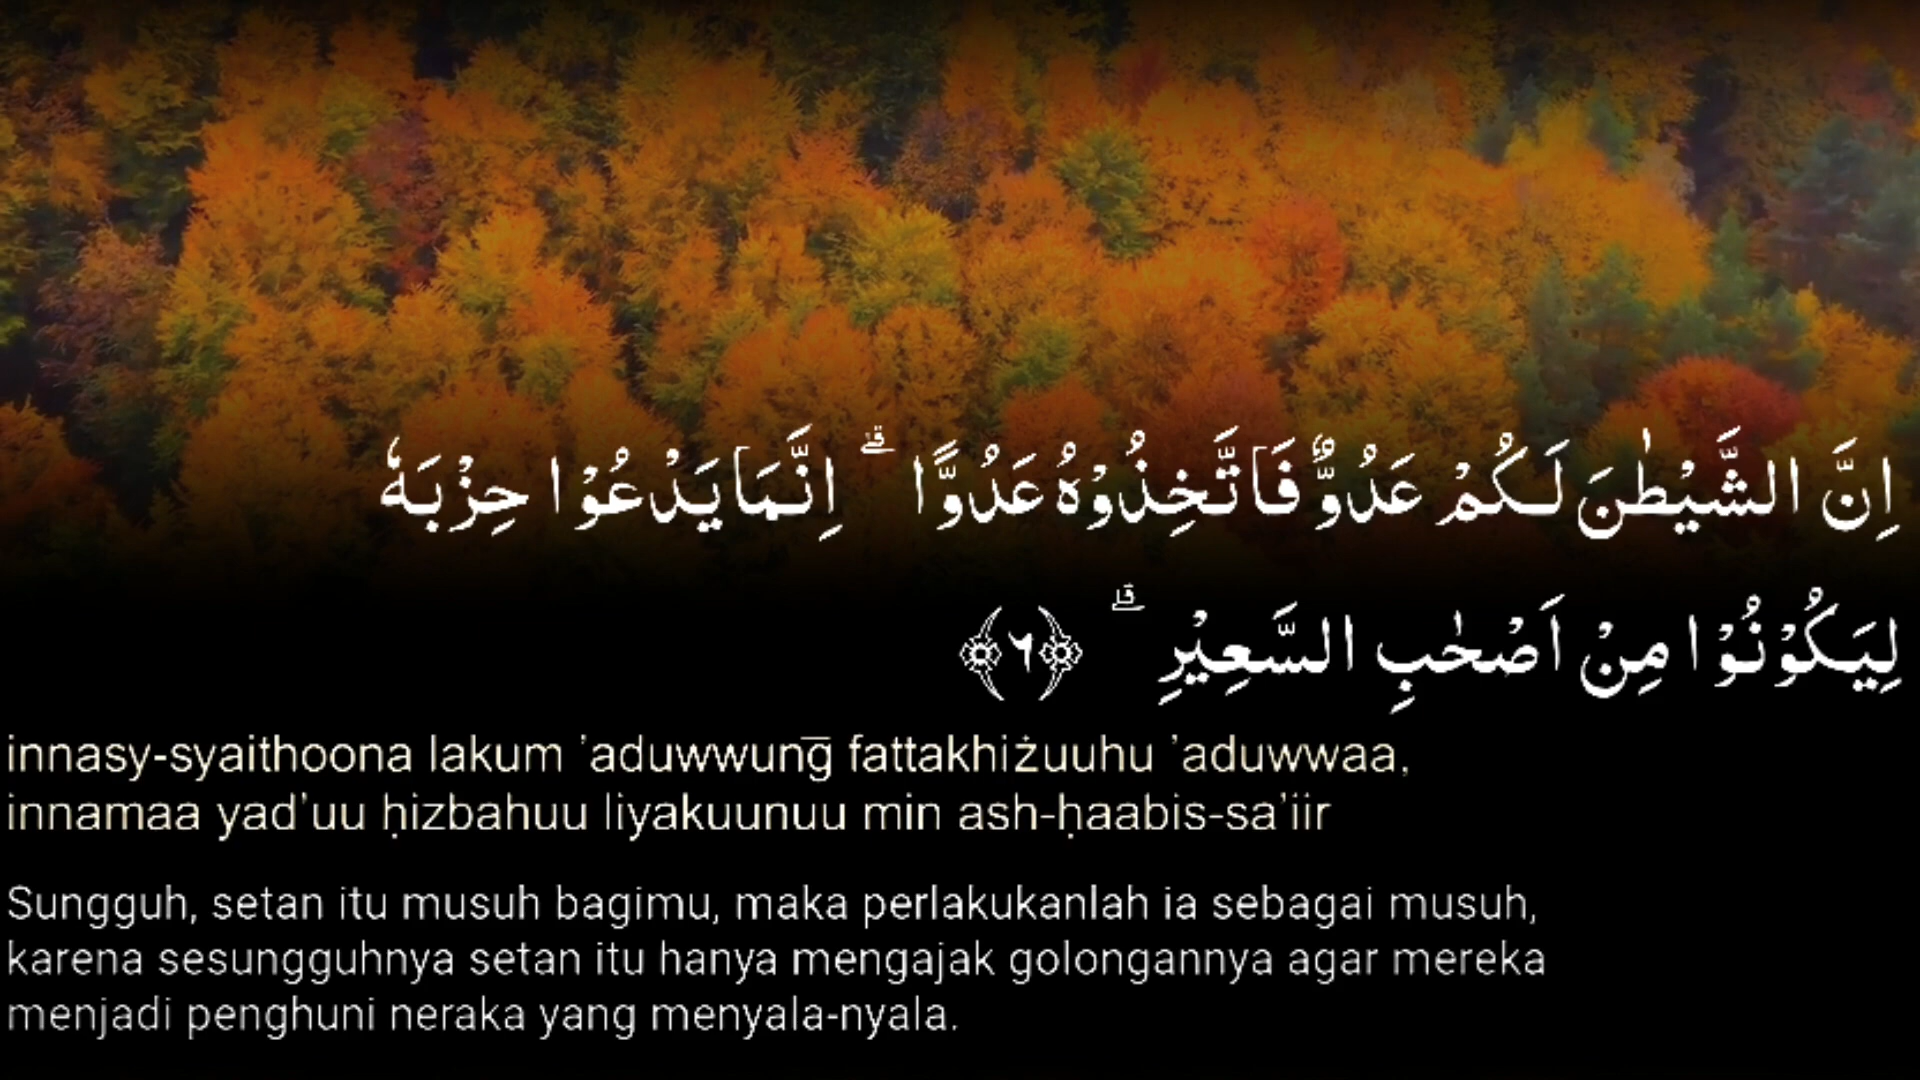 اِنَّ الشَّيْطٰنَ لَـكُمْ عَدُوٌّ فَاتَّخِذُوْهُ عَدُوًّا ۗ اِنَّمَا يَدْعُوْا حِزْبَهٗ
لِيَكُوْنُوْا مِنْ اَصْحٰبِ السَّعِيْرِ ۗ ﴿٦﴾
innasy-syaithoona lakum 'aduwwung̅ fattakhiżuuhu 'aduwwaa,
innamaa yad'uu ḥizbahuu liyakuunuu min ash-ḥaabis-sa'iir
Sungguh, setan itu musuh bagimu, maka perlakukanlah ia sebagai musuh,
karena sesungguhnya setan itu hanya mengajak golongannya agar mereka
menjadi penghuni neraka yang menyala-nyala.